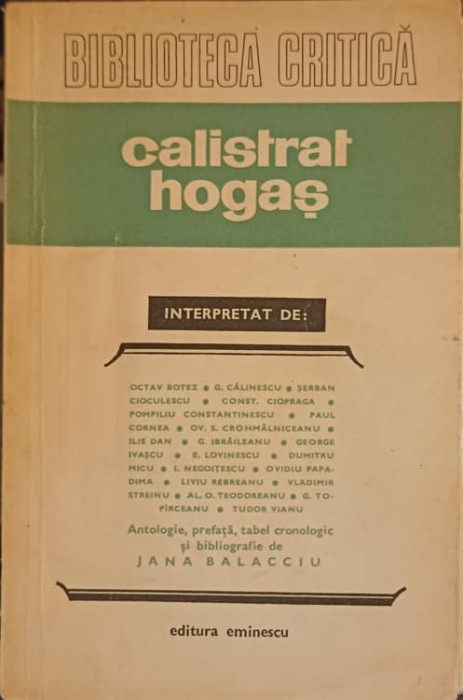 BIBLIOTECA CRITICĂ
calistrat
hogaș
INTERPRETAT DE:
OCTAV BOTEZ ● G. CĂLINESCU ● ȘERBAN
CIOCULESCU ● CONST. CIOPRAGA ●
POMPILIU CONSTANTINESCU ● PAUL
CORNEA ● OV. S. CROHMĂLNICEANU ●
ILIE DAN ● G. IBRĂILEANU ● GEORGE
IVAȘCU ● E. LOVINESCU ● DUMITRU
MICU ● I. NEGOIȚESCU ● OVIDIU PAPA-
DIMA ● LIVIU REBREANU ● VLADIMIR
STREINU ● AL. O. TEODOREANU ● G. TO-
PÎRCEANU ● TUDOR VIANU
Antologie, prefață, tabel cronologic
și bibliografie de
JANA BALACCIU
editura eminescu